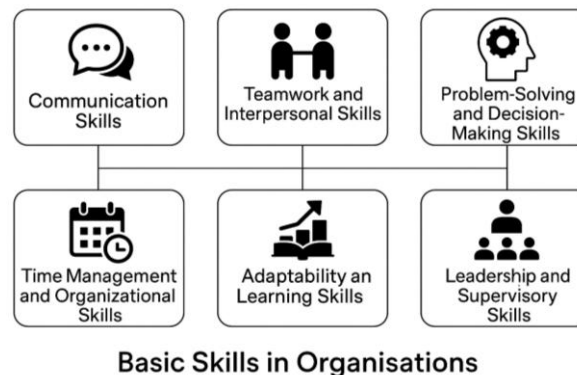 Communication
Skills
Teamwork and
Interpersonal Skills
Problem-Solving
and Decision-
Making Skills
Time Management
and Organizational
Skills
Adaptability an
Learning Skills
Leadership and
Supervisory
Skills
Basic Skills in Organisations